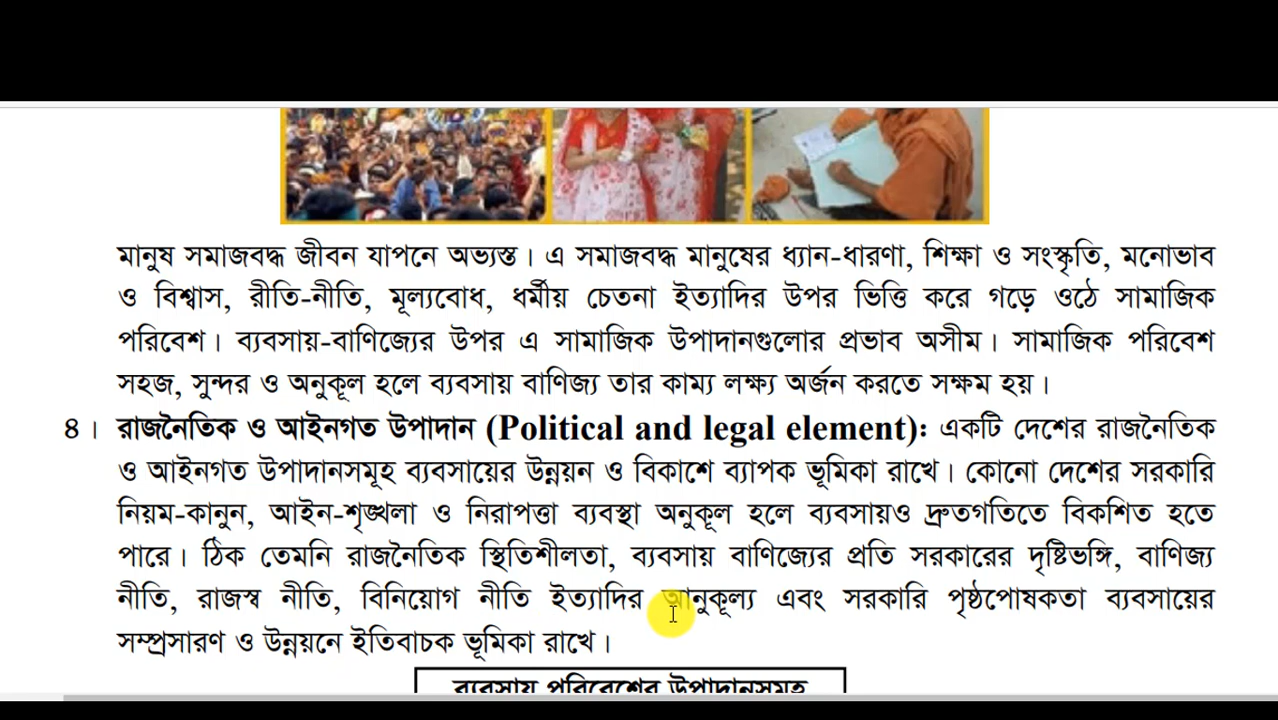 মানুষ সমাজবদ্ধ জীবন যাপনে অভ্যস্ত। এ সমাজবদ্ধ মানুষের ধ্যান-ধারণা, শিক্ষা ও সংস্কৃতি, মনোভাব
ও বিশ্বাস, রীতি-নীতি, মূল্যবোধ, ধর্মীয় চেতনা ইত্যাদির উপর ভিত্তি করে গড়ে ওঠে সামাজিক
পরিবেশ। ব্যবসায়-বাণিজ্যের উপর এ সামাজিক উপাদানগুলোর প্রভাব অসীম। সামাজিক পরিবেশ
সহজ, সুন্দর ও অনুকূল হলে ব্যবসায় বাণিজ্য তার কাম্য লক্ষ্য অর্জন করতে সক্ষম হয়।
৪। রাজনৈতিক ও আইনগত উপাদান (Political and legal element): একটি দেশের রাজনৈতিক
ও আইনগত উপাদানসমূহ ব্যবসায়ের উন্নয়ন ও বিকাশে ব্যাপক ভূমিকা রাখে। কোনো দেশের সরকারি
নিয়ম-কানুন, আইন-শৃঙ্খলা ও নিরাপত্তা ব্যবস্থা অনুকূল হলে ব্যবসায়ও দ্রুতগতিতে বিকশিত হতে
পারে। ঠিক তেমনি রাজনৈতিক স্থিতিশীলতা, ব্যবসায় বাণিজ্যের প্রতি সরকারের দৃষ্টিভঙ্গি, বাণিজ্য
নীতি, রাজস্ব নীতি, বিনিয়োগ নীতি ইত্যাদির আনুকূল্য এবং সরকারি পৃষ্ঠপোষকতা ব্যবসায়ের
সম্প্রসারণ ও উন্নয়নে ইতিবাচক ভূমিকা রাখে।
ব্যবসায় পরিবেশের উপাদানসমূহ